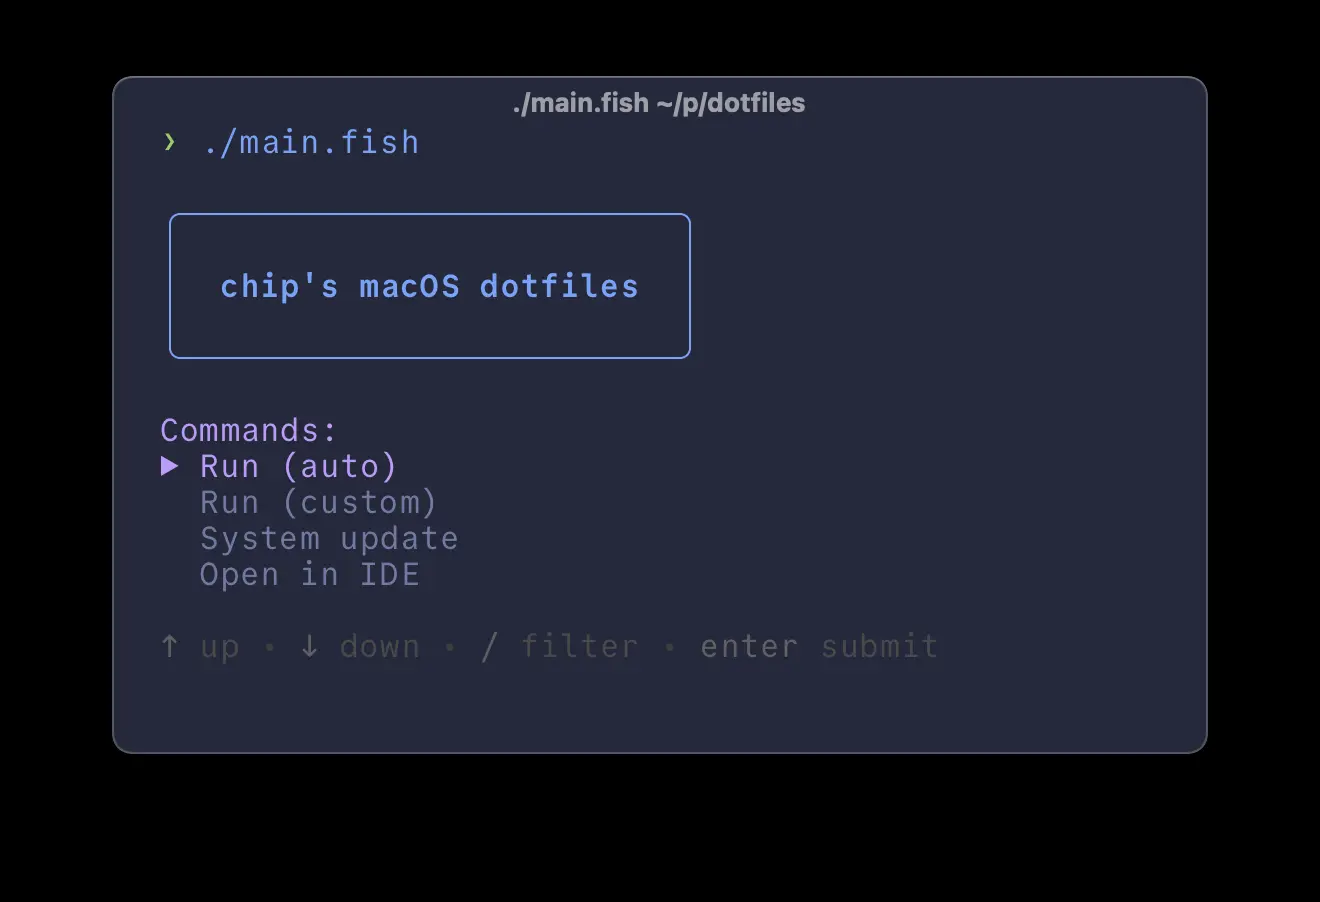 ./main.fish ~/p/dotfiles
❯ ./main.fish
chip's macOS dotfiles
Commands:
▶ Run (auto)
Run (custom)
System update
Open in IDE
↑ up • ↓ down • / filter • enter submit